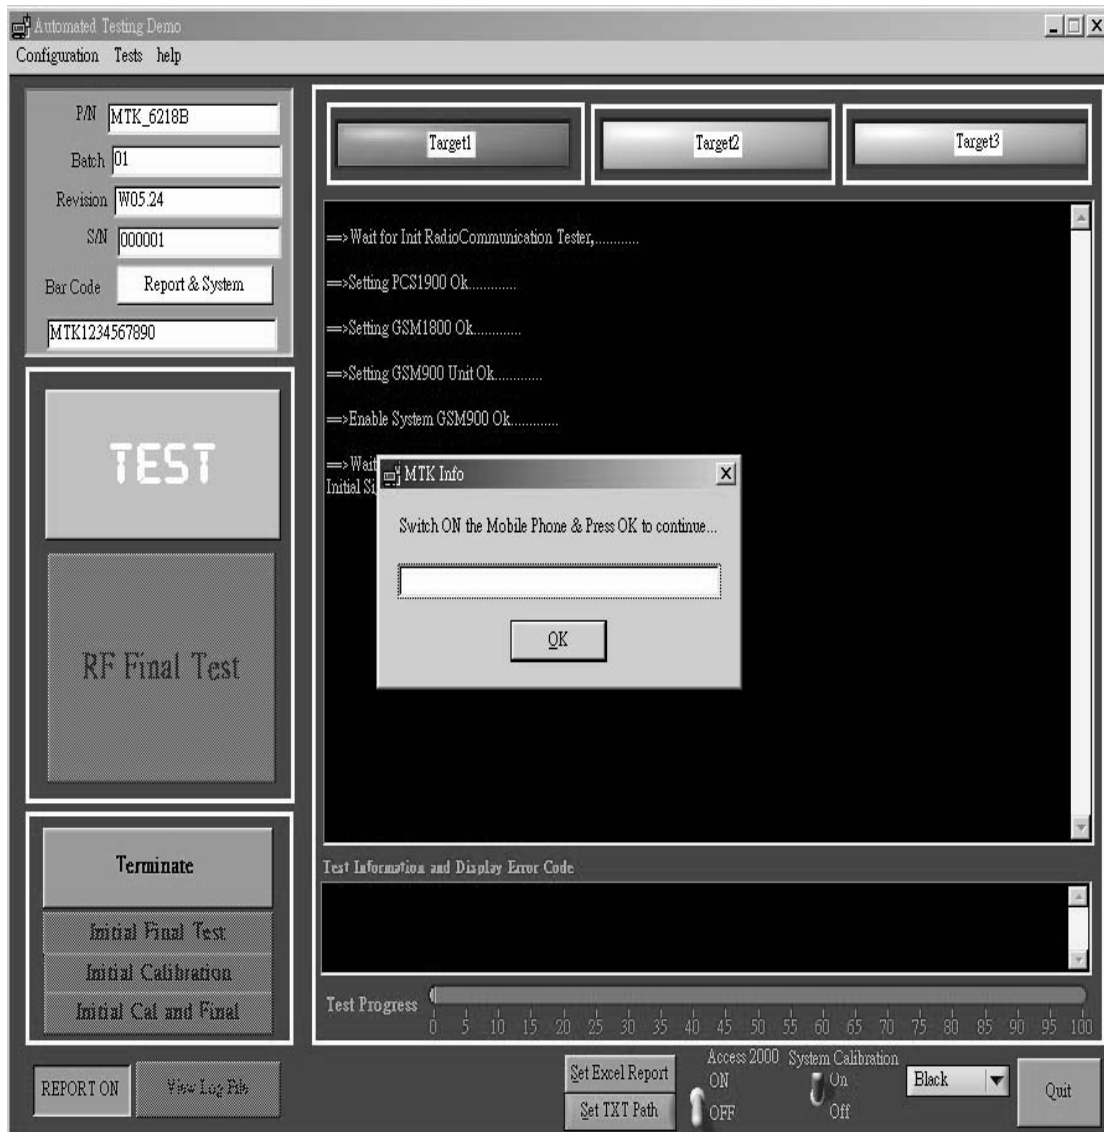 Automated Testing Demo
Configuration Tests help
P/N MTK_6218B
Batch 01
Revision W05.24
S/N 000001
Bar Code Report & System
MTK1234567890
TEST
RF Final Test
Terminate
Initial Final Test
Initial Calibration
Initial Cal and Final
REPORT ON
View Log File
Target1
Target2
Target3
==>Wait for Init RadioCommunication Tester,............
==>Setting PCS1900 Ok.............
==>Setting GSM1800 Ok.............
==>Setting GSM900 Unit Ok.............
==>Enable System GSM900 Ok.............
==>Wait
Initial Si
MTK Info
Switch ON the Mobile Phone & Press OK to continue...
OK
Test Information and Display Error Code
Test Progress
0 5 10 15 20 25 30 35 40 45 50 55 60 65 70 75 80 85 90 95 100
Set Excel Report
Set TXT Path
Access 2000
ON
OFF
System Calibration
On
Off
Black
Quit